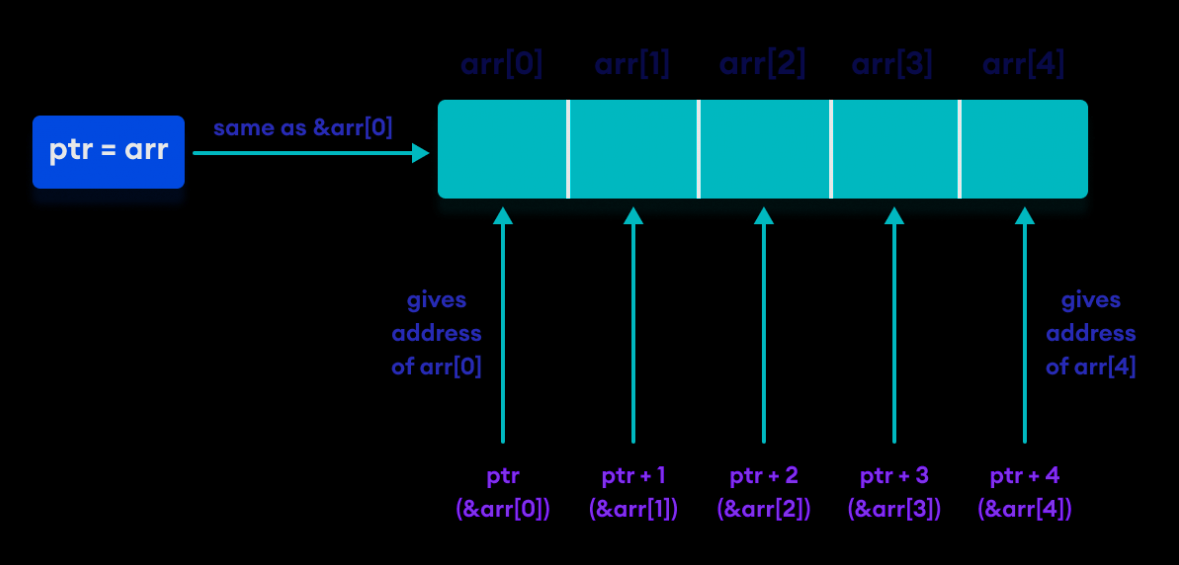 arr[0] arr[1] arr[2] arr[3] arr[4]
ptr = arr
same as &arr[0]
gives
address
of arr[0]
gives
address
of arr[4]
ptr ptr + 1 ptr + 2 ptr + 3 ptr + 4
(&arr[0]) (&arr[1]) (&arr[2]) (&arr[3]) (&arr[4])